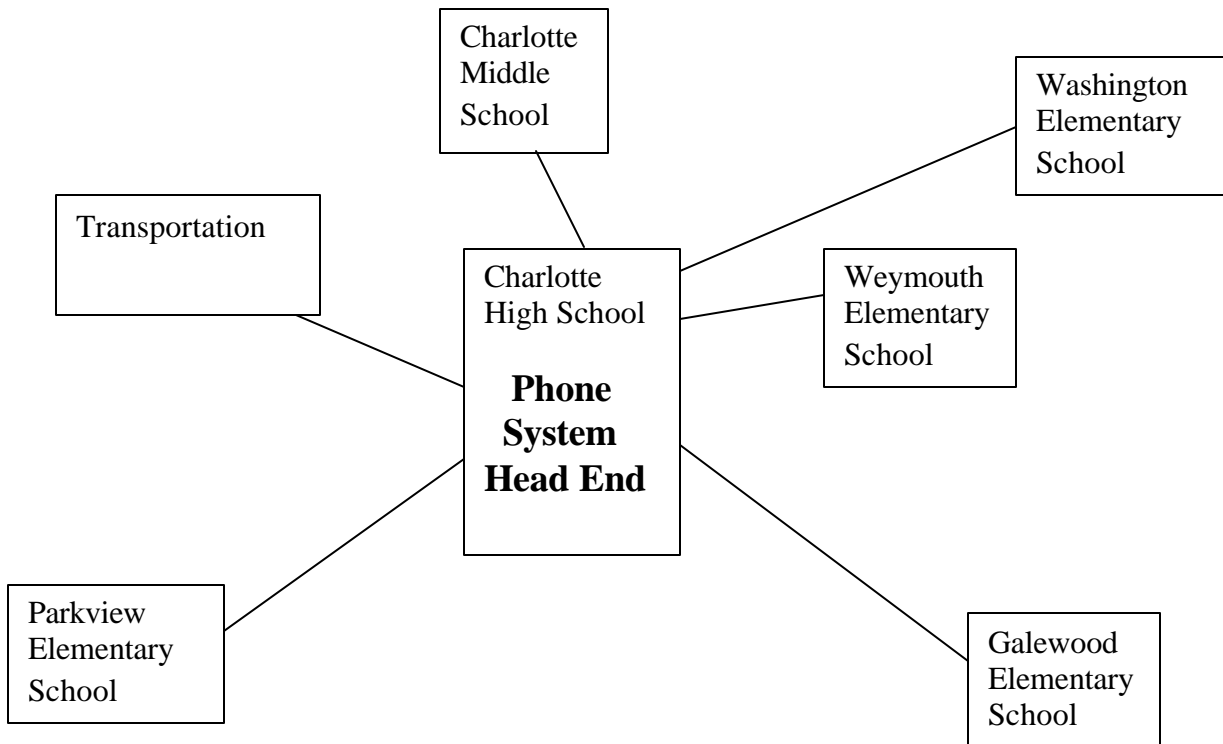 Charlotte
Middle
School
Washington
Elementary
School
Transportation
Charlotte
High School
Phone
System
Head End
Weymouth
Elementary
School
Parkview
Elementary
School
Galewood
Elementary
School